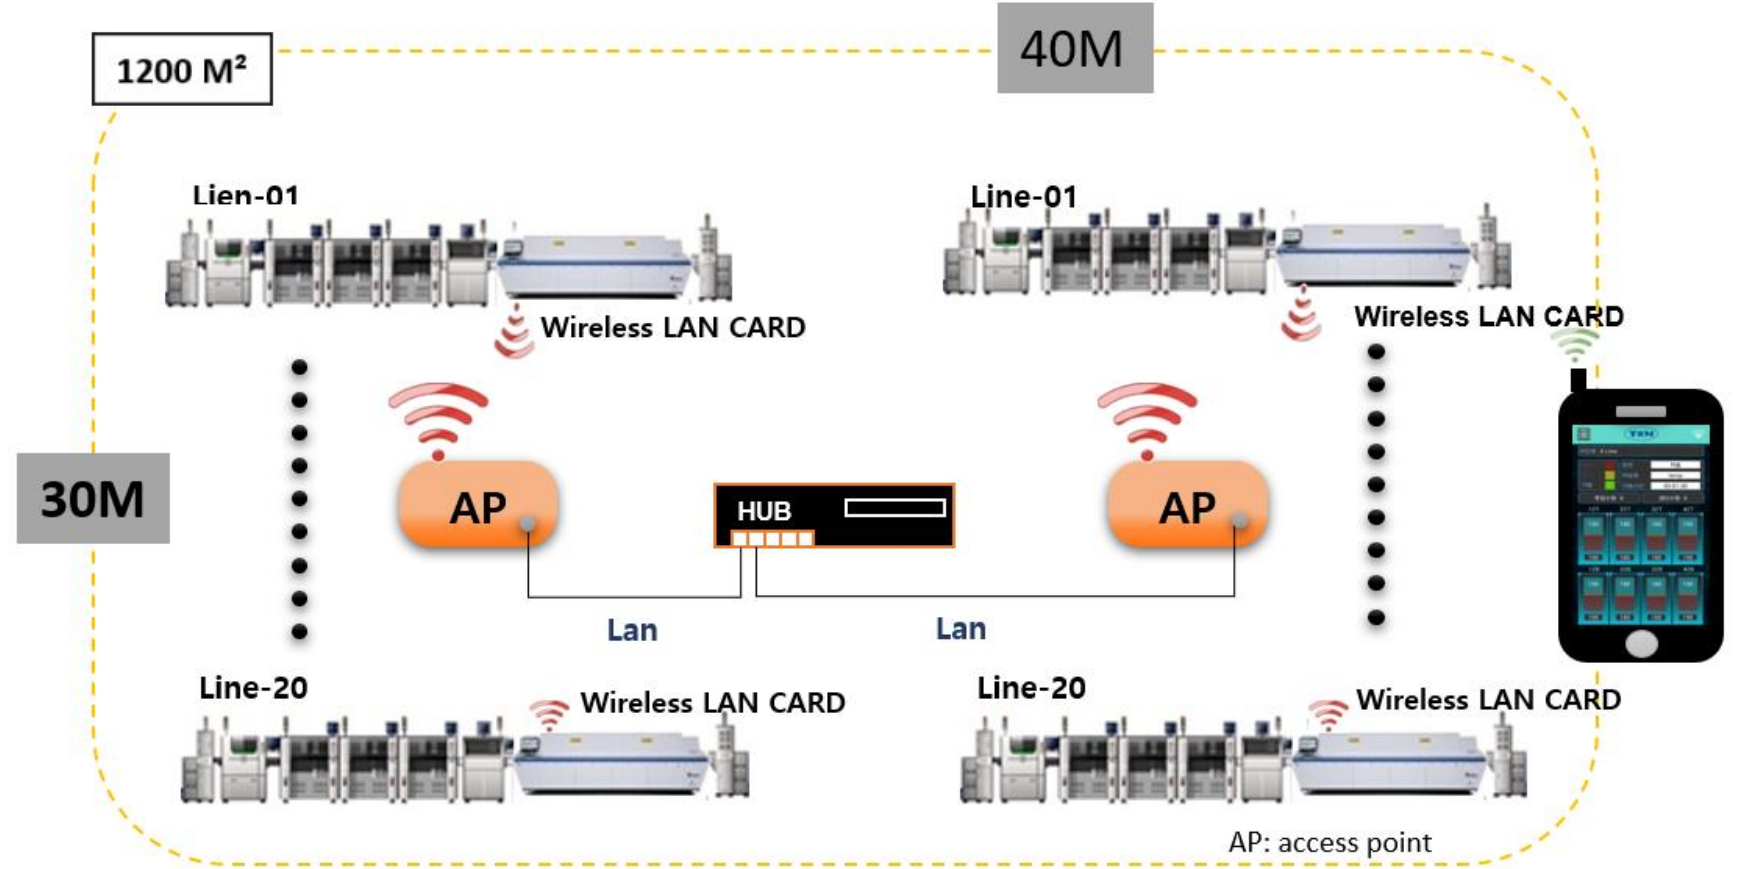 40M
1200 M²
Lien-01
Line-01
Wireless LAN CARD
Wireless LAN CARD
30M
AP
HUB
AP
Lan
Lan
Line-20
Line-20
Wireless LAN CARD
Wireless LAN CARD
AP: access point